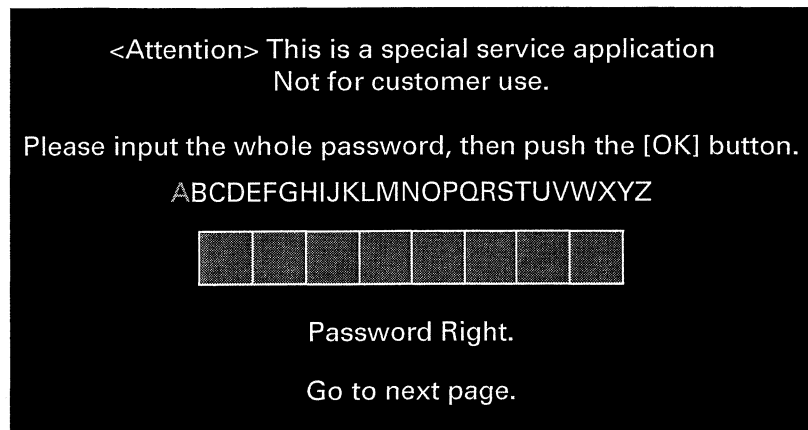 <Attention> This is a special service application
Not for customer use.
Please input the whole password, then push the [OK] button.
ABCDEFGHIJKLMNOPQRSTUVWXYZ
Password Right.
Go to next page.